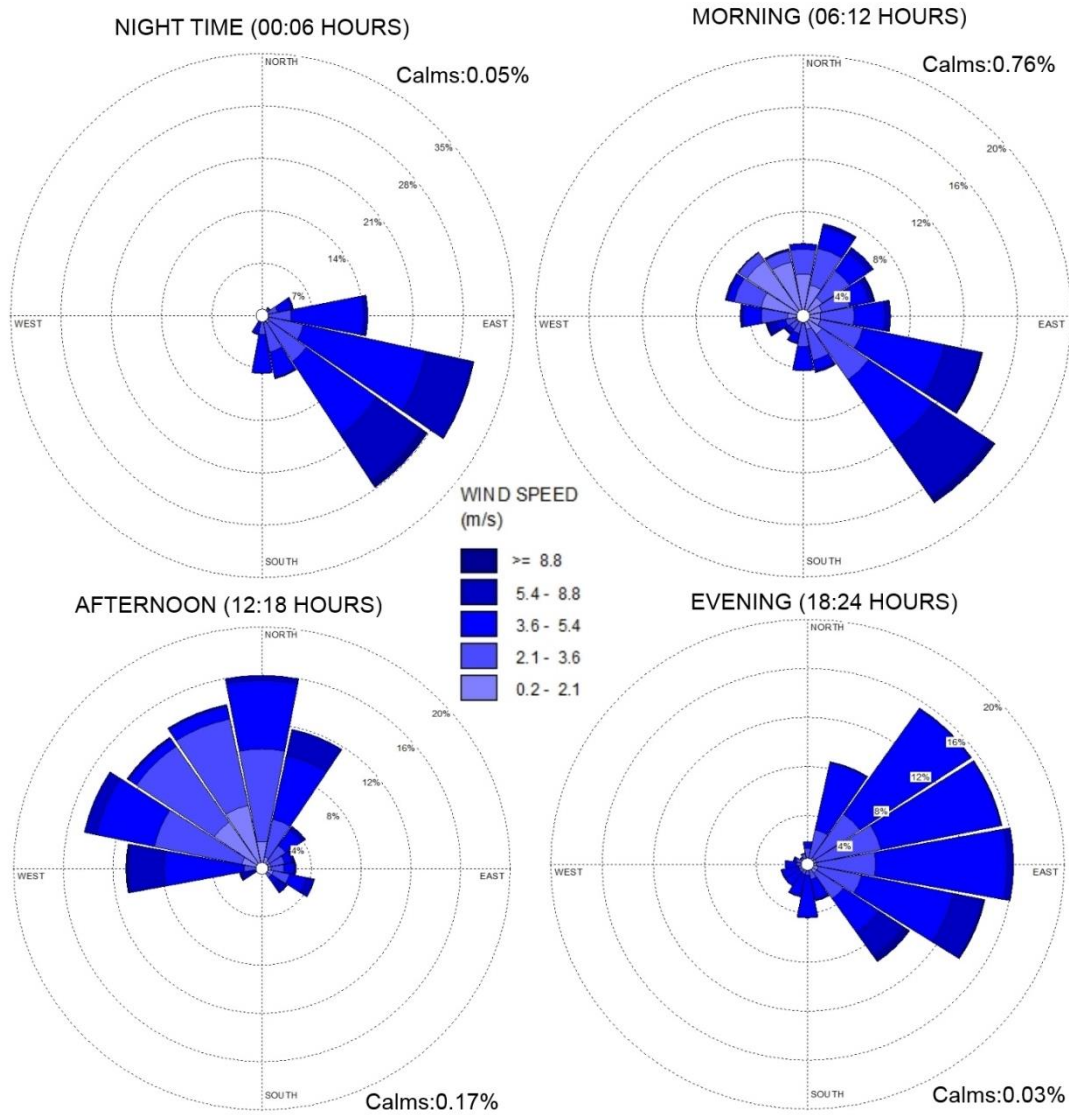 NIGHT TIME (00:06 HOURS)
Calms:0.05%
NORTH
35%
28%
21%
14%
7%
WEST
EAST
SOUTH
MORNING (06:12 HOURS)
Calms:0.76%
NORTH
20%
16%
12%
8%
4%
WEST
EAST
SOUTH
WIND SPEED
(m/s)
>= 8.8
5.4 - 8.8
3.6 - 5.4
2.1 - 3.6
0.2 - 2.1
AFTERNOON (12:18 HOURS)
NORTH
20%
16%
12%
8%
4%
WEST
EAST
SOUTH
Calms:0.17%
EVENING (18:24 HOURS)
NORTH
20%
16%
12%
8%
4%
WEST
EAST
SOUTH
Calms:0.03%